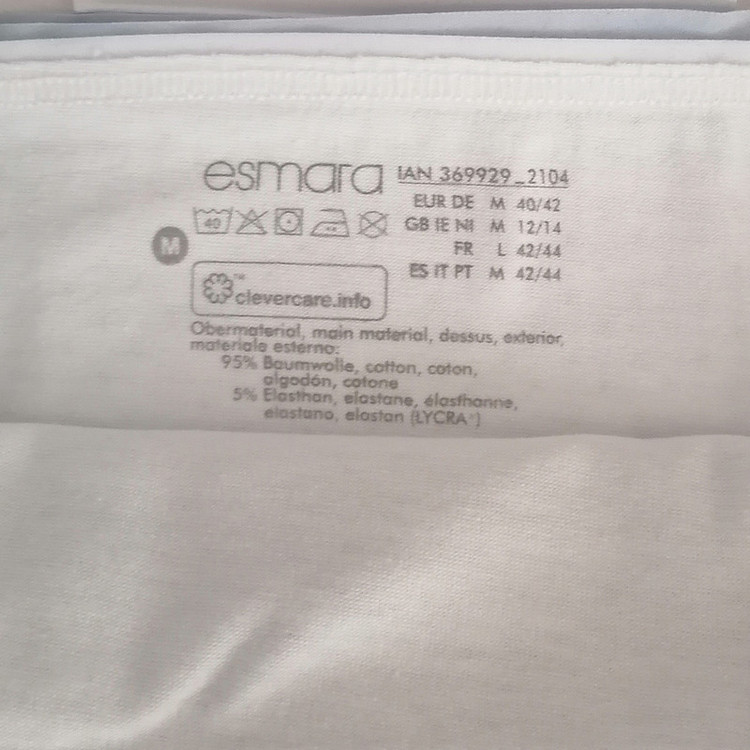 esmara
IAN 369929_2104
EUR DE M 40/42
GB IE NI M 12/14
FR L 42/44
ES IT PT M 42/44
40
M
clevercare.info™
Obermaterial, main material, dessus, exterior,
materiale esterno:
95% Baumwolle, cotton, coton,
algodón, cotone
5% Elasthan, elastane, élasthanne,
elastano, elastan (LYCRA®)